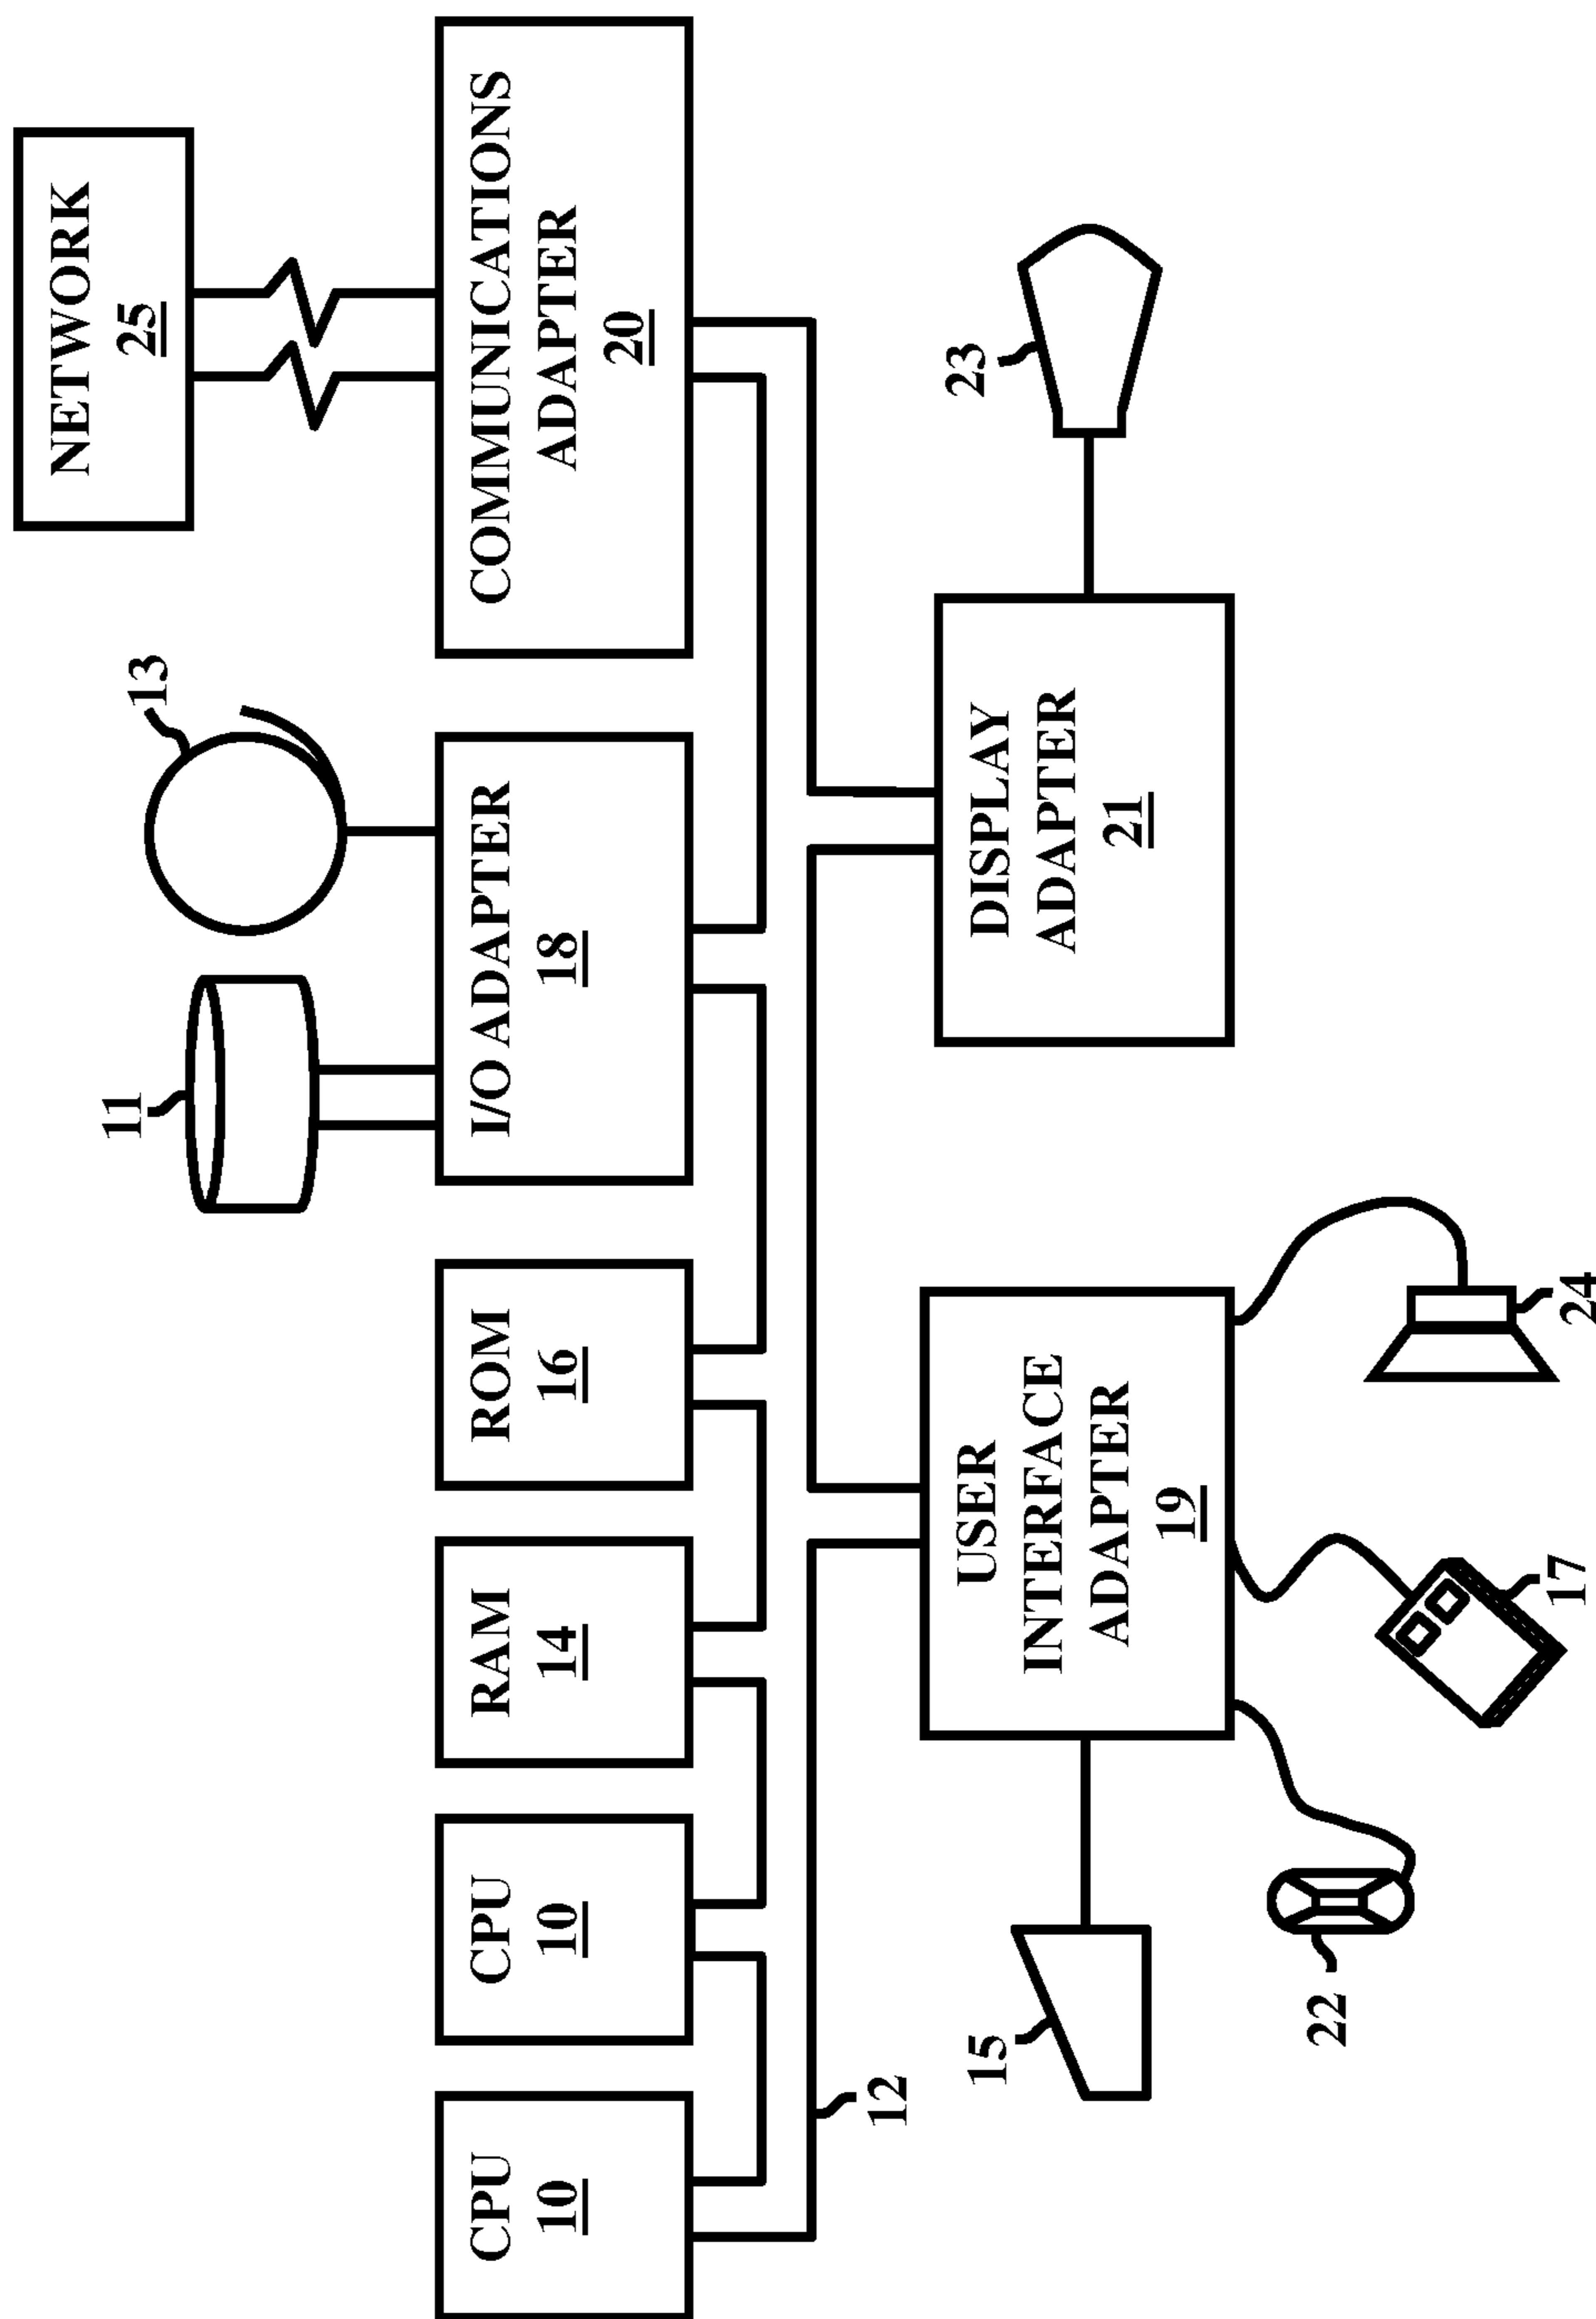 NETWORK
25
11
13
CPU
10
CPU
10
RAM
14
ROM
16
I/O ADAPTER
18
COMMUNICATIONS
ADAPTER
20
12
15
USER
INTERFACE
ADAPTER
19
DISPLAY
ADAPTER
21
23
22
17
24